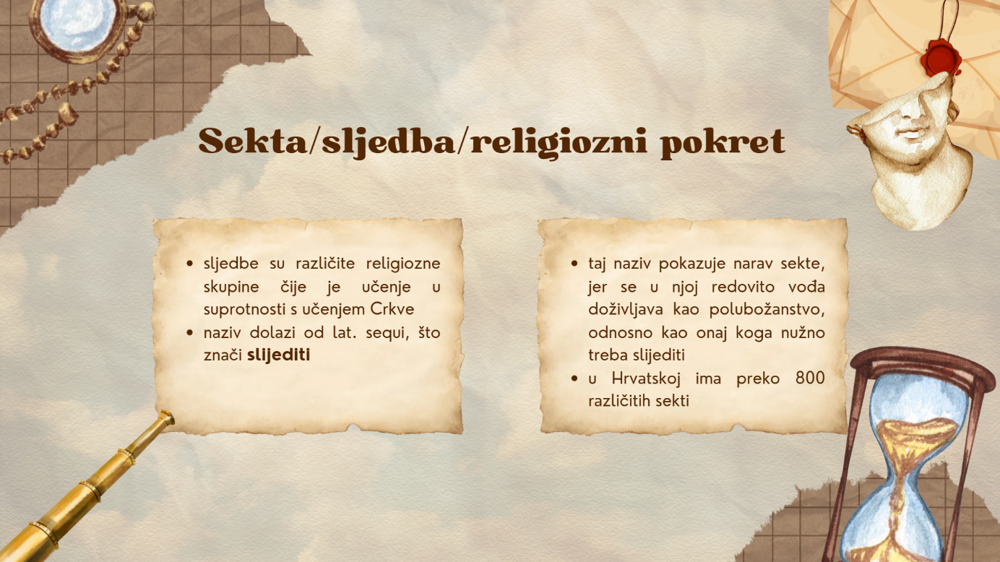 Sekta/sljedba/religiozni pokret
sljedbe su različite religiozne
skupine čije je učenje u
suprotnosti s učenjem Crkve
naziv dolazi od lat. sequi, što
znači slijediti
taj naziv pokazuje narav sekte,
jer se u njoj redovito vođa
doživljava kao polubožanstvo,
odnosno kao onaj koga nužno
treba slijediti
u Hrvatskoj ima preko 800
različitih sekti